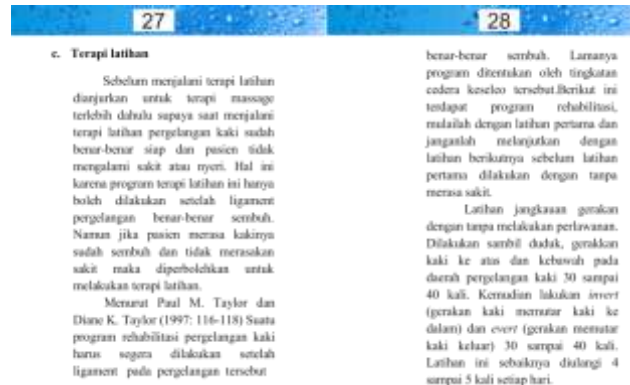 27
c. Terapi latihan
Sebelum menjalani terapi latihan
dianjurkan untuk terapi massage
terlebih dahulu supaya saat menjalani
terapi latihan pergelangan kaki sudah
benar-benar siap dan pasien tidak
mengalami sakit atau nyeri. Hal ini
karena program terapi latihan ini hanya
boleh dilakukan setelah ligament
pergelangan benar-benar sembuh.
Namun jika pasien merasa kakinya
sudah sembuh dan tidak merasakan
sakit maka diperbolehkan untuk
melakukan terapi latihan.
Menurut Paul M. Taylor dan
Diane K. Taylor (1997: 116-118) Suatu
program rehabilitasi pergelangan kaki
harus segera dilakukan setelah
ligament pada pergelangan tersebut
28
benar-benar sembuh. Lamanya
program ditentukan oleh tingkatan
cedera keseleo tersebut.Berikut ini
terdapat program rehabilitasi,
mulailah dengan latihan pertama dan
janganlah melanjutkan dengan
latihan berikutnya sebelum latihan
pertama dilakukan dengan tanpa
merasa sakit.
Latihan jangkauan gerakan
dengan tanpa melakukan perlawanan.
Dilakukan sambil duduk, gerakkan
kaki ke atas dan kebawah pada
daerah pergelangan kaki 30 sampai
40 kali. Kemudian lakukan invert
(gerakan kaki memutar kaki ke
dalam) dan evert (gerakan memutar
kaki keluar) 30 sampai 40 kali.
Latihan ini sebaiknya diulangi 4
sampai 5 kali setiap hari.